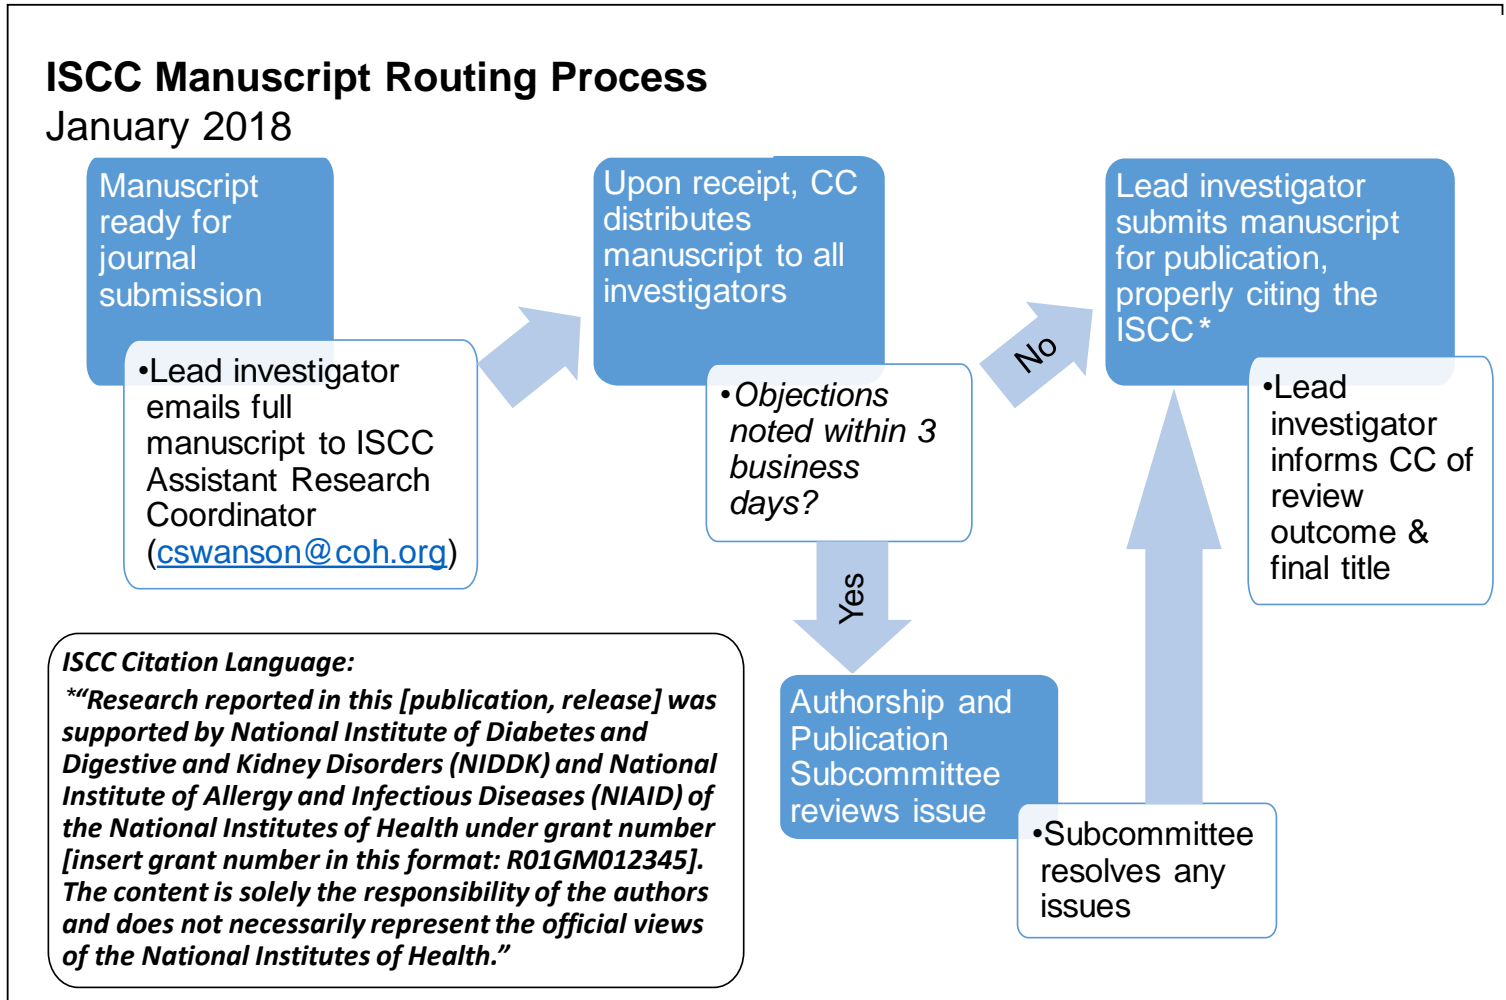 ISCC Manuscript Routing Process
January 2018
Manuscript
ready for
journal
submission
•Lead investigator
emails full
manuscript to ISCC
Assistant Research
Coordinator
(cswanson@coh.org)
Upon receipt, CC
distributes
manuscript to all
investigators
•Objections
noted within 3
business
days?
No
Yes
Lead investigator
submits manuscript
for publication,
properly citing the
ISCC*
•Lead
investigator
informs CC of
review
outcome &
final title
Authorship and
Publication
Subcommittee
reviews issue
•Subcommittee
resolves any
issues
ISCC Citation Language:
*“Research reported in this [publication, release] was
supported by National Institute of Diabetes and
Digestive and Kidney Disorders (NIDDK) and National
Institute of Allergy and Infectious Diseases (NIAID) of
the National Institutes of Health under grant number
[insert grant number in this format: R01GM012345].
The content is solely the responsibility of the authors
and does not necessarily represent the official views
of the National Institutes of Health.”